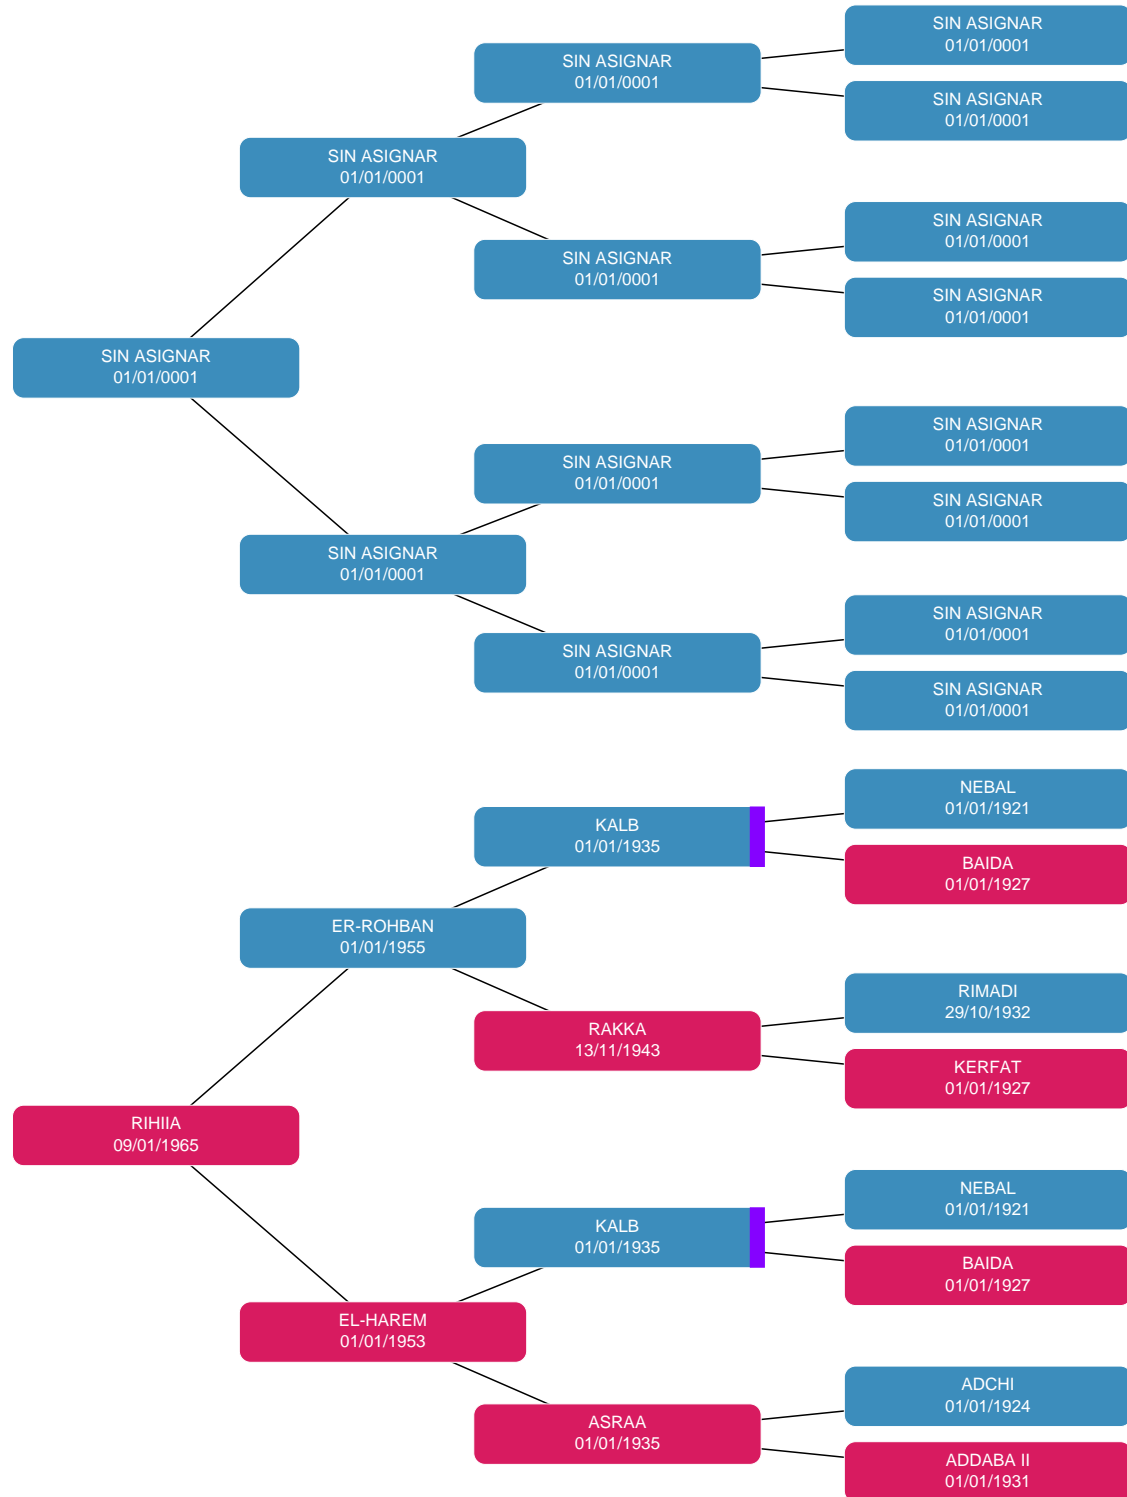 SIN ASIGNAR
01/01/0001
SIN ASIGNAR
01/01/0001
SIN ASIGNAR
01/01/0001
SIN ASIGNAR
01/01/0001
SIN ASIGNAR
01/01/0001
SIN ASIGNAR
01/01/0001
SIN ASIGNAR
01/01/0001
SIN ASIGNAR
01/01/0001
SIN ASIGNAR
01/01/0001
SIN ASIGNAR
01/01/0001
SIN ASIGNAR
01/01/0001
SIN ASIGNAR
01/01/0001
SIN ASIGNAR
01/01/0001
SIN ASIGNAR
01/01/0001
SIN ASIGNAR
01/01/0001
NEBAL
01/01/1921
KALB
01/01/1935
BAIDA
01/01/1927
ER-ROHBAN
01/01/1955
RIMADI
29/10/1932
RAKKA
13/11/1943
KERFAT
01/01/1927
RIHIIA
09/01/1965
NEBAL
01/01/1921
KALB
01/01/1935
BAIDA
01/01/1927
EL-HAREM
01/01/1953
ADCHI
01/01/1924
ASRAA
01/01/1935
ADDABA II
01/01/1931